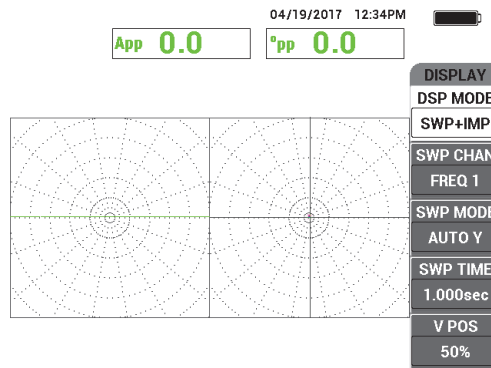 04/19/2017 12:34PM
App 0.0
°pp 0.0
DISPLAY
DSP MODE
SWP+IMP
SWP CHAN
FREQ 1
SWP MODE
AUTO Y
SWP TIME
1.000sec
V POS
50%